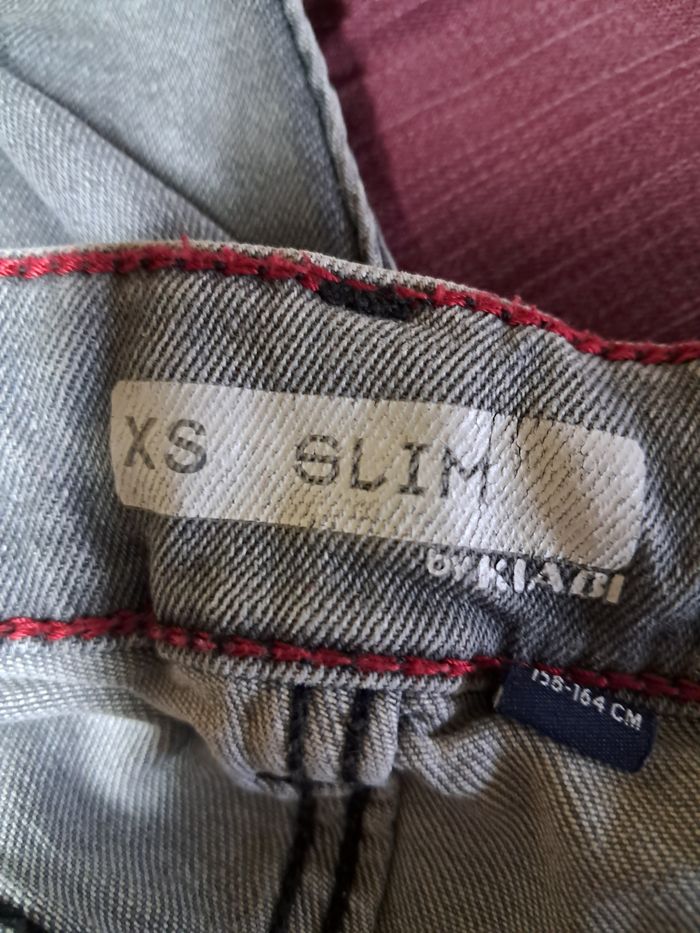 XS SLIM
by KIABI
158-164 CM